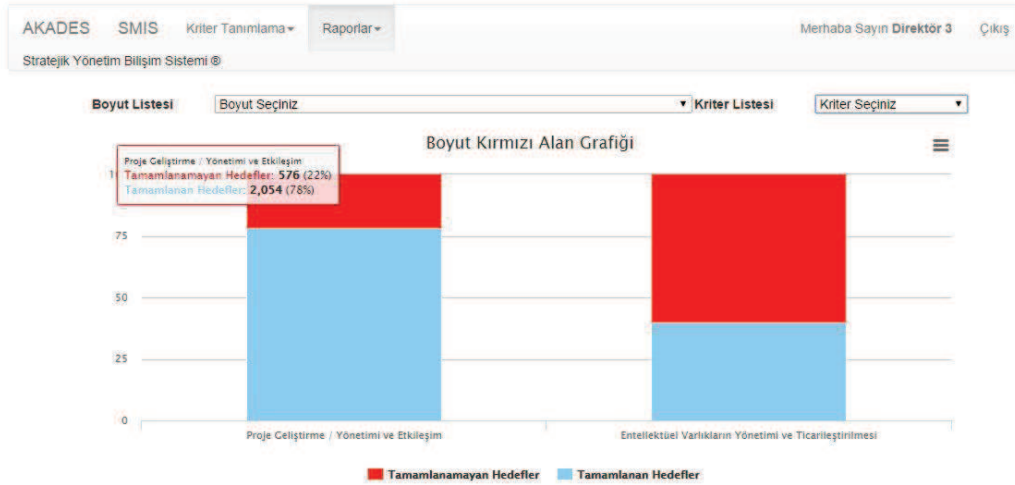 AKADES SMIS Kriter Tanımlama Raporlar Merhaba Sayın Direktör 3 Çıkış
Stratejik Yönetim Bilişim Sistemi ®
Boyut Listesi Boyut Seçiniz Kriter Listesi Kriter Seçiniz
Boyut Kırmızı Alan Grafiği
Proje Geliştirme / Yönetimi ve Etkileşim
Tamamlanamayan Hedefler: 576 (22%)
Tamamlanan Hedefler: 2,054 (78%)
75
50
25
0
Proje Geliştirme / Yönetimi ve Etkileşim Entellektüel Varlıkların Yönetimi ve Ticarileştirilmesi
Tamamlanamayan Hedefler Tamamlanan Hedefler